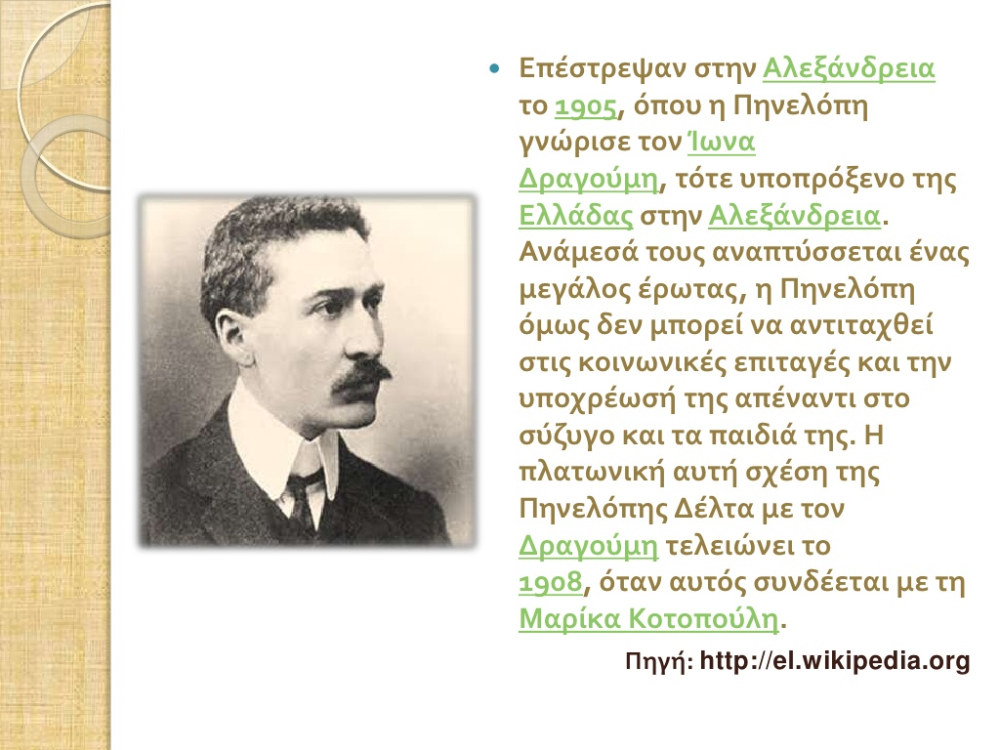 Επέστρεψαν στην Αλεξάνδρεια
το 1905, όπου η Πηνελόπη
γνώρισε τον Ίωνα
Δραγούμη, τότε υποπρόξενο της
Ελλάδας στην Αλεξάνδρεια.
Ανάμεσά τους αναπτύσσεται ένας
μεγάλος έρωτας, η Πηνελόπη
όμως δεν μπορεί να αντιταχθεί
στις κοινωνικές επιταγές και την
υποχρέωσή της απέναντι στο
σύζυγο και τα παιδιά της. Η
πλατωνική αυτή σχέση της
Πηνελόπης Δέλτα με τον
Δραγούμη τελειώνει το
1908, όταν αυτός συνδέεται με τη
Μαρίκα Κοτοπούλη.
Πηγή: http://el.wikipedia.org